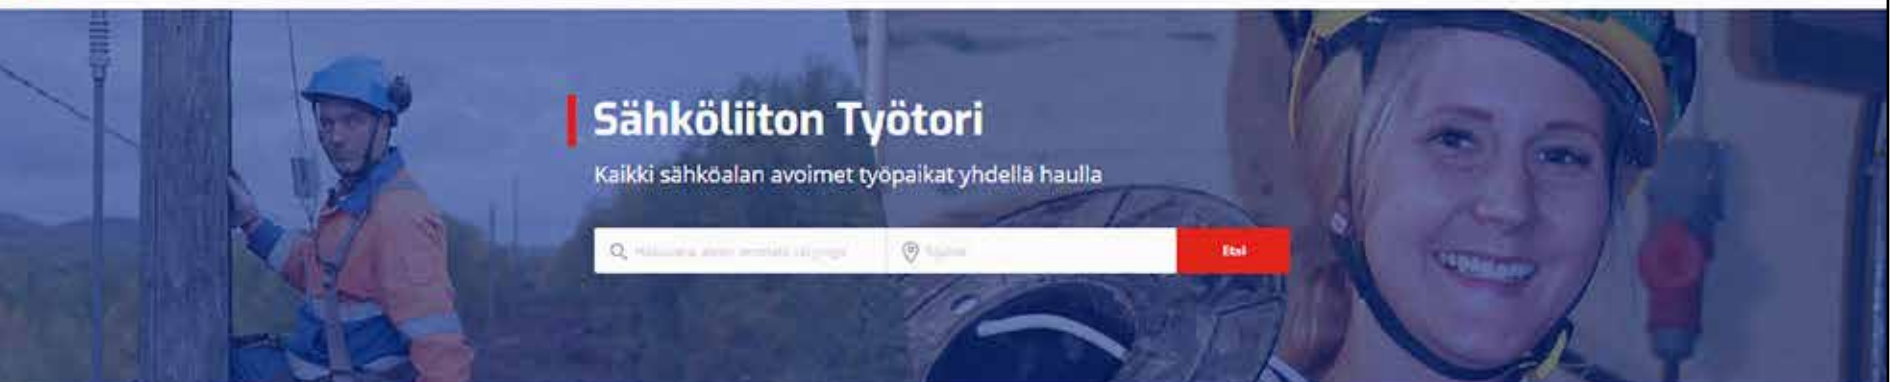 Sähköliiton Työtori
Kaikki sähköalan avoimet työpaikat yhdellä haulla
Etsi